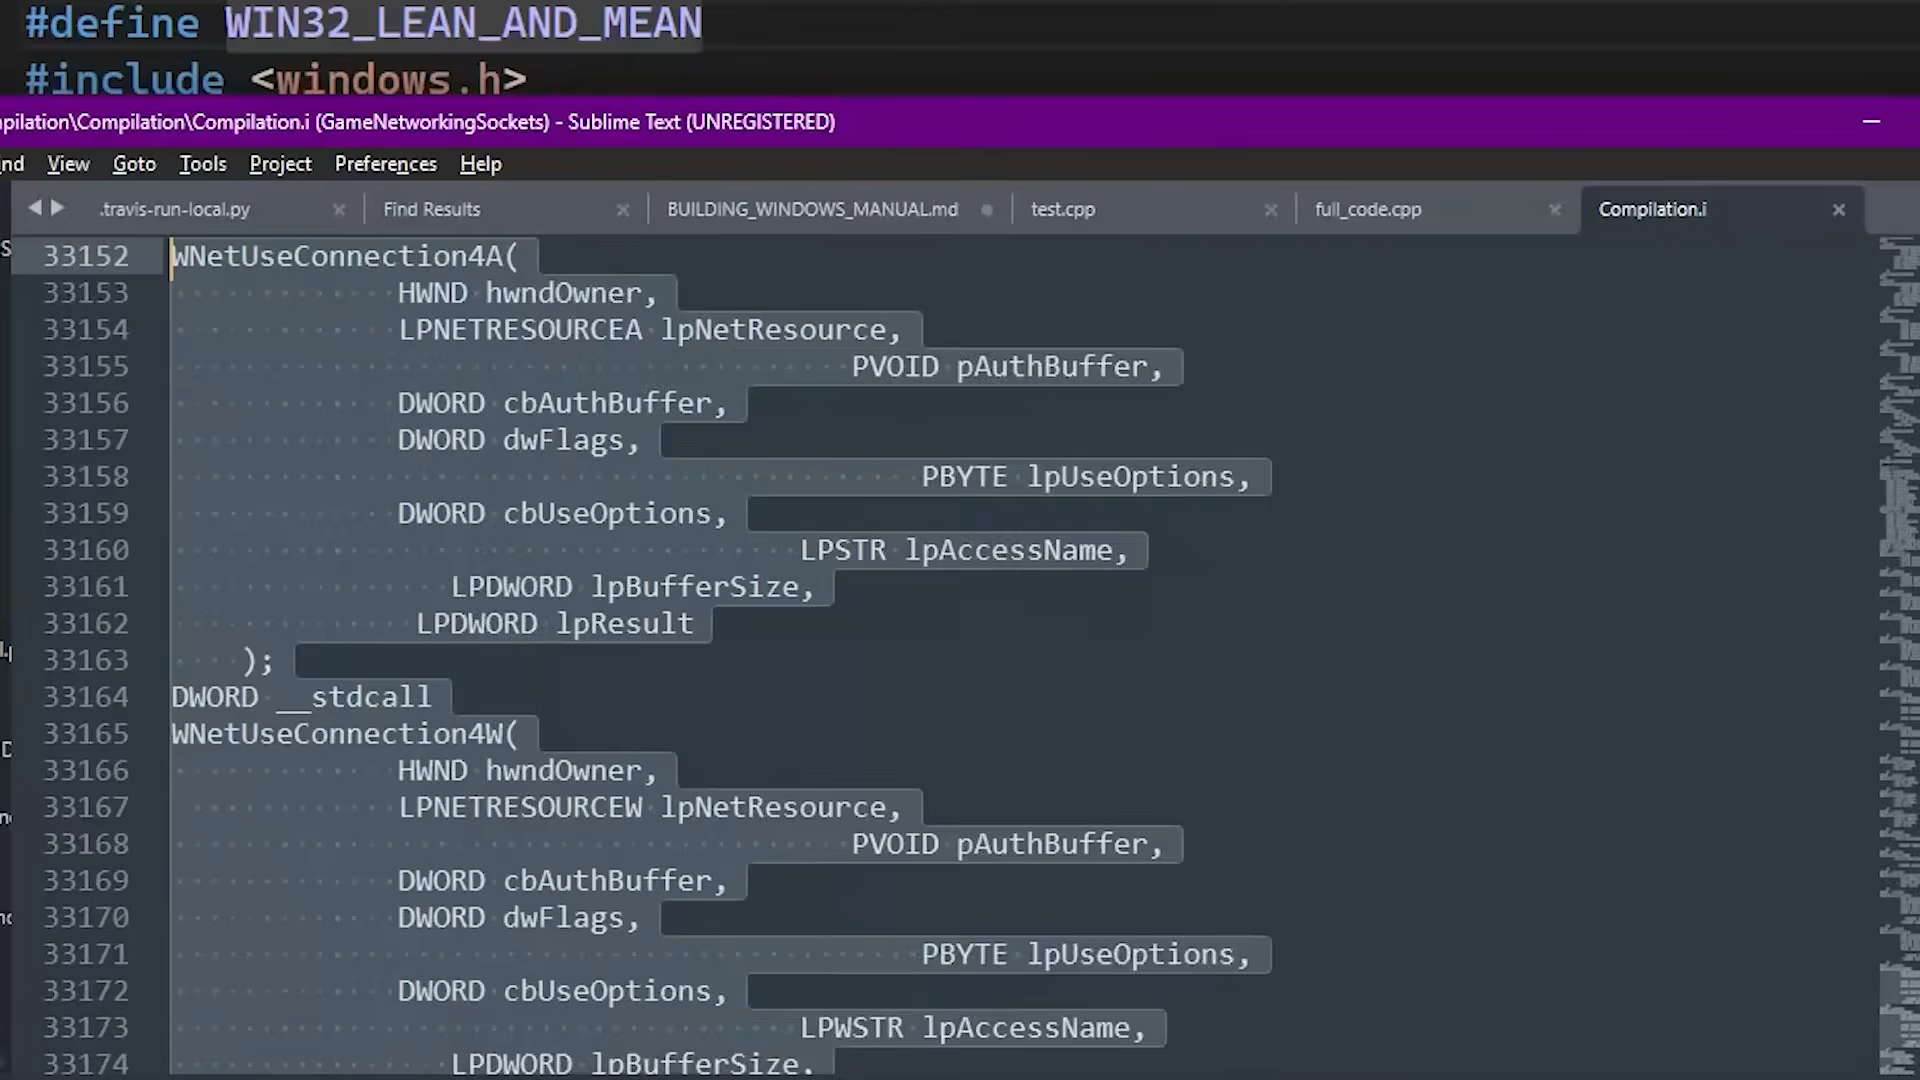 #define WIN32_LEAN_AND_MEAN
#include <windows.h>
pilation\Compilation\Compilation.i (GameNetworkingSockets) - Sublime Text (UNREGISTERED)
nd View Goto Tools Project Preferences Help
.travis-run-local.py Find Results BUILDING_WINDOWS_MANUAL.md test.cpp full_code.cpp Compilation.i
33152 WNetUseConnection4A(
33153 HWND hwndOwner,
33154 LPNETRESOURCEA lpNetResource,
33155 PVOID pAuthBuffer,
33156 DWORD cbAuthBuffer,
33157 DWORD dwFlags,
33158 PBYTE lpUseOptions,
33159 DWORD cbUseOptions,
33160 LPSTR lpAccessName,
33161 LPDWORD lpBufferSize,
33162 LPDWORD lpResult
33163 );
33164 DWORD __stdcall
33165 WNetUseConnection4W(
33166 HWND hwndOwner,
33167 LPNETRESOURCEW lpNetResource,
33168 PVOID pAuthBuffer,
33169 DWORD cbAuthBuffer,
33170 DWORD dwFlags,
33171 PBYTE lpUseOptions,
33172 DWORD cbUseOptions,
33173 LPWSTR lpAccessName,
33174 LPDWORD lpBufferSize,